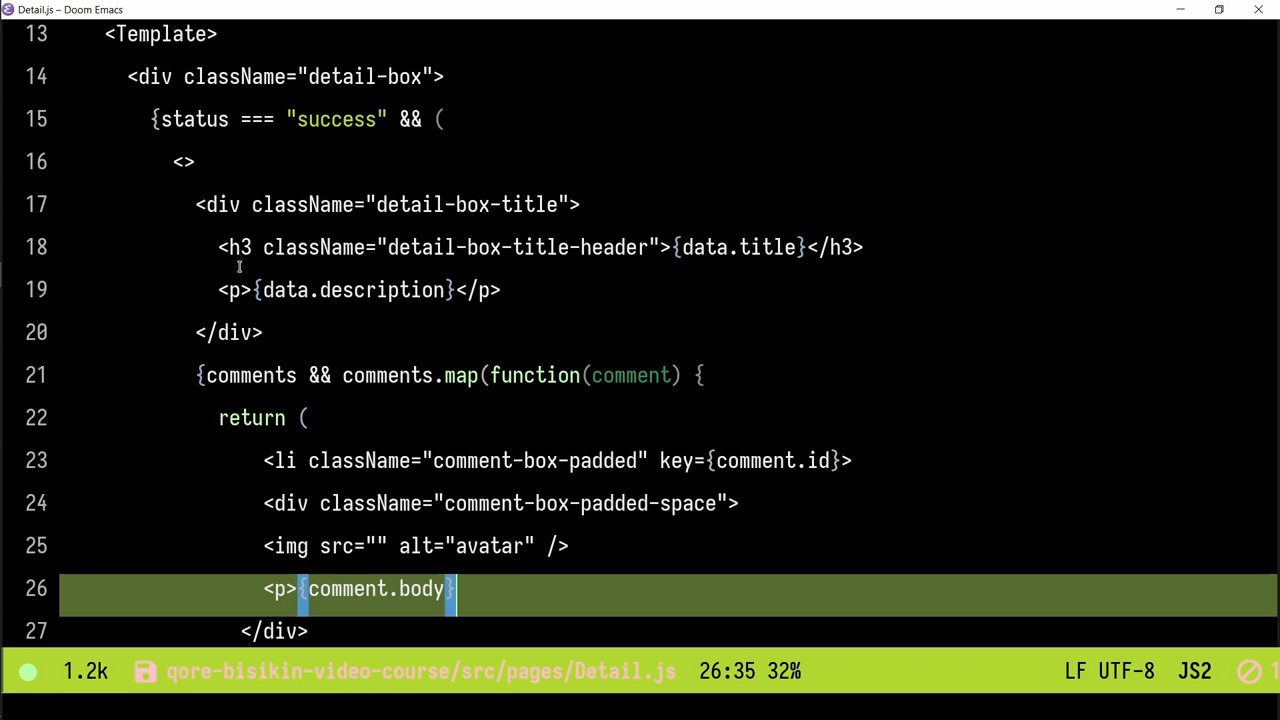 Detail.js – Doom Emacs
13 <Template>
14 <div className="detail-box">
15 {status === "success" && (
16 <>
17 <div className="detail-box-title">
18 <h3 className="detail-box-title-header">{data.title}</h3>
19 <p>{data.description}</p>
20 </div>
21 {comments && comments.map(function(comment) {
22 return (
23 <li className="comment-box-padded" key={comment.id}>
24 <div className="comment-box-padded-space">
25 <img src="" alt="avatar" />
26 <p>{comment.body}
27 </div>
1.2k qore-bisikin-video-course/src/pages/Detail.js 26:35 32% LF UTF-8 JS2 1